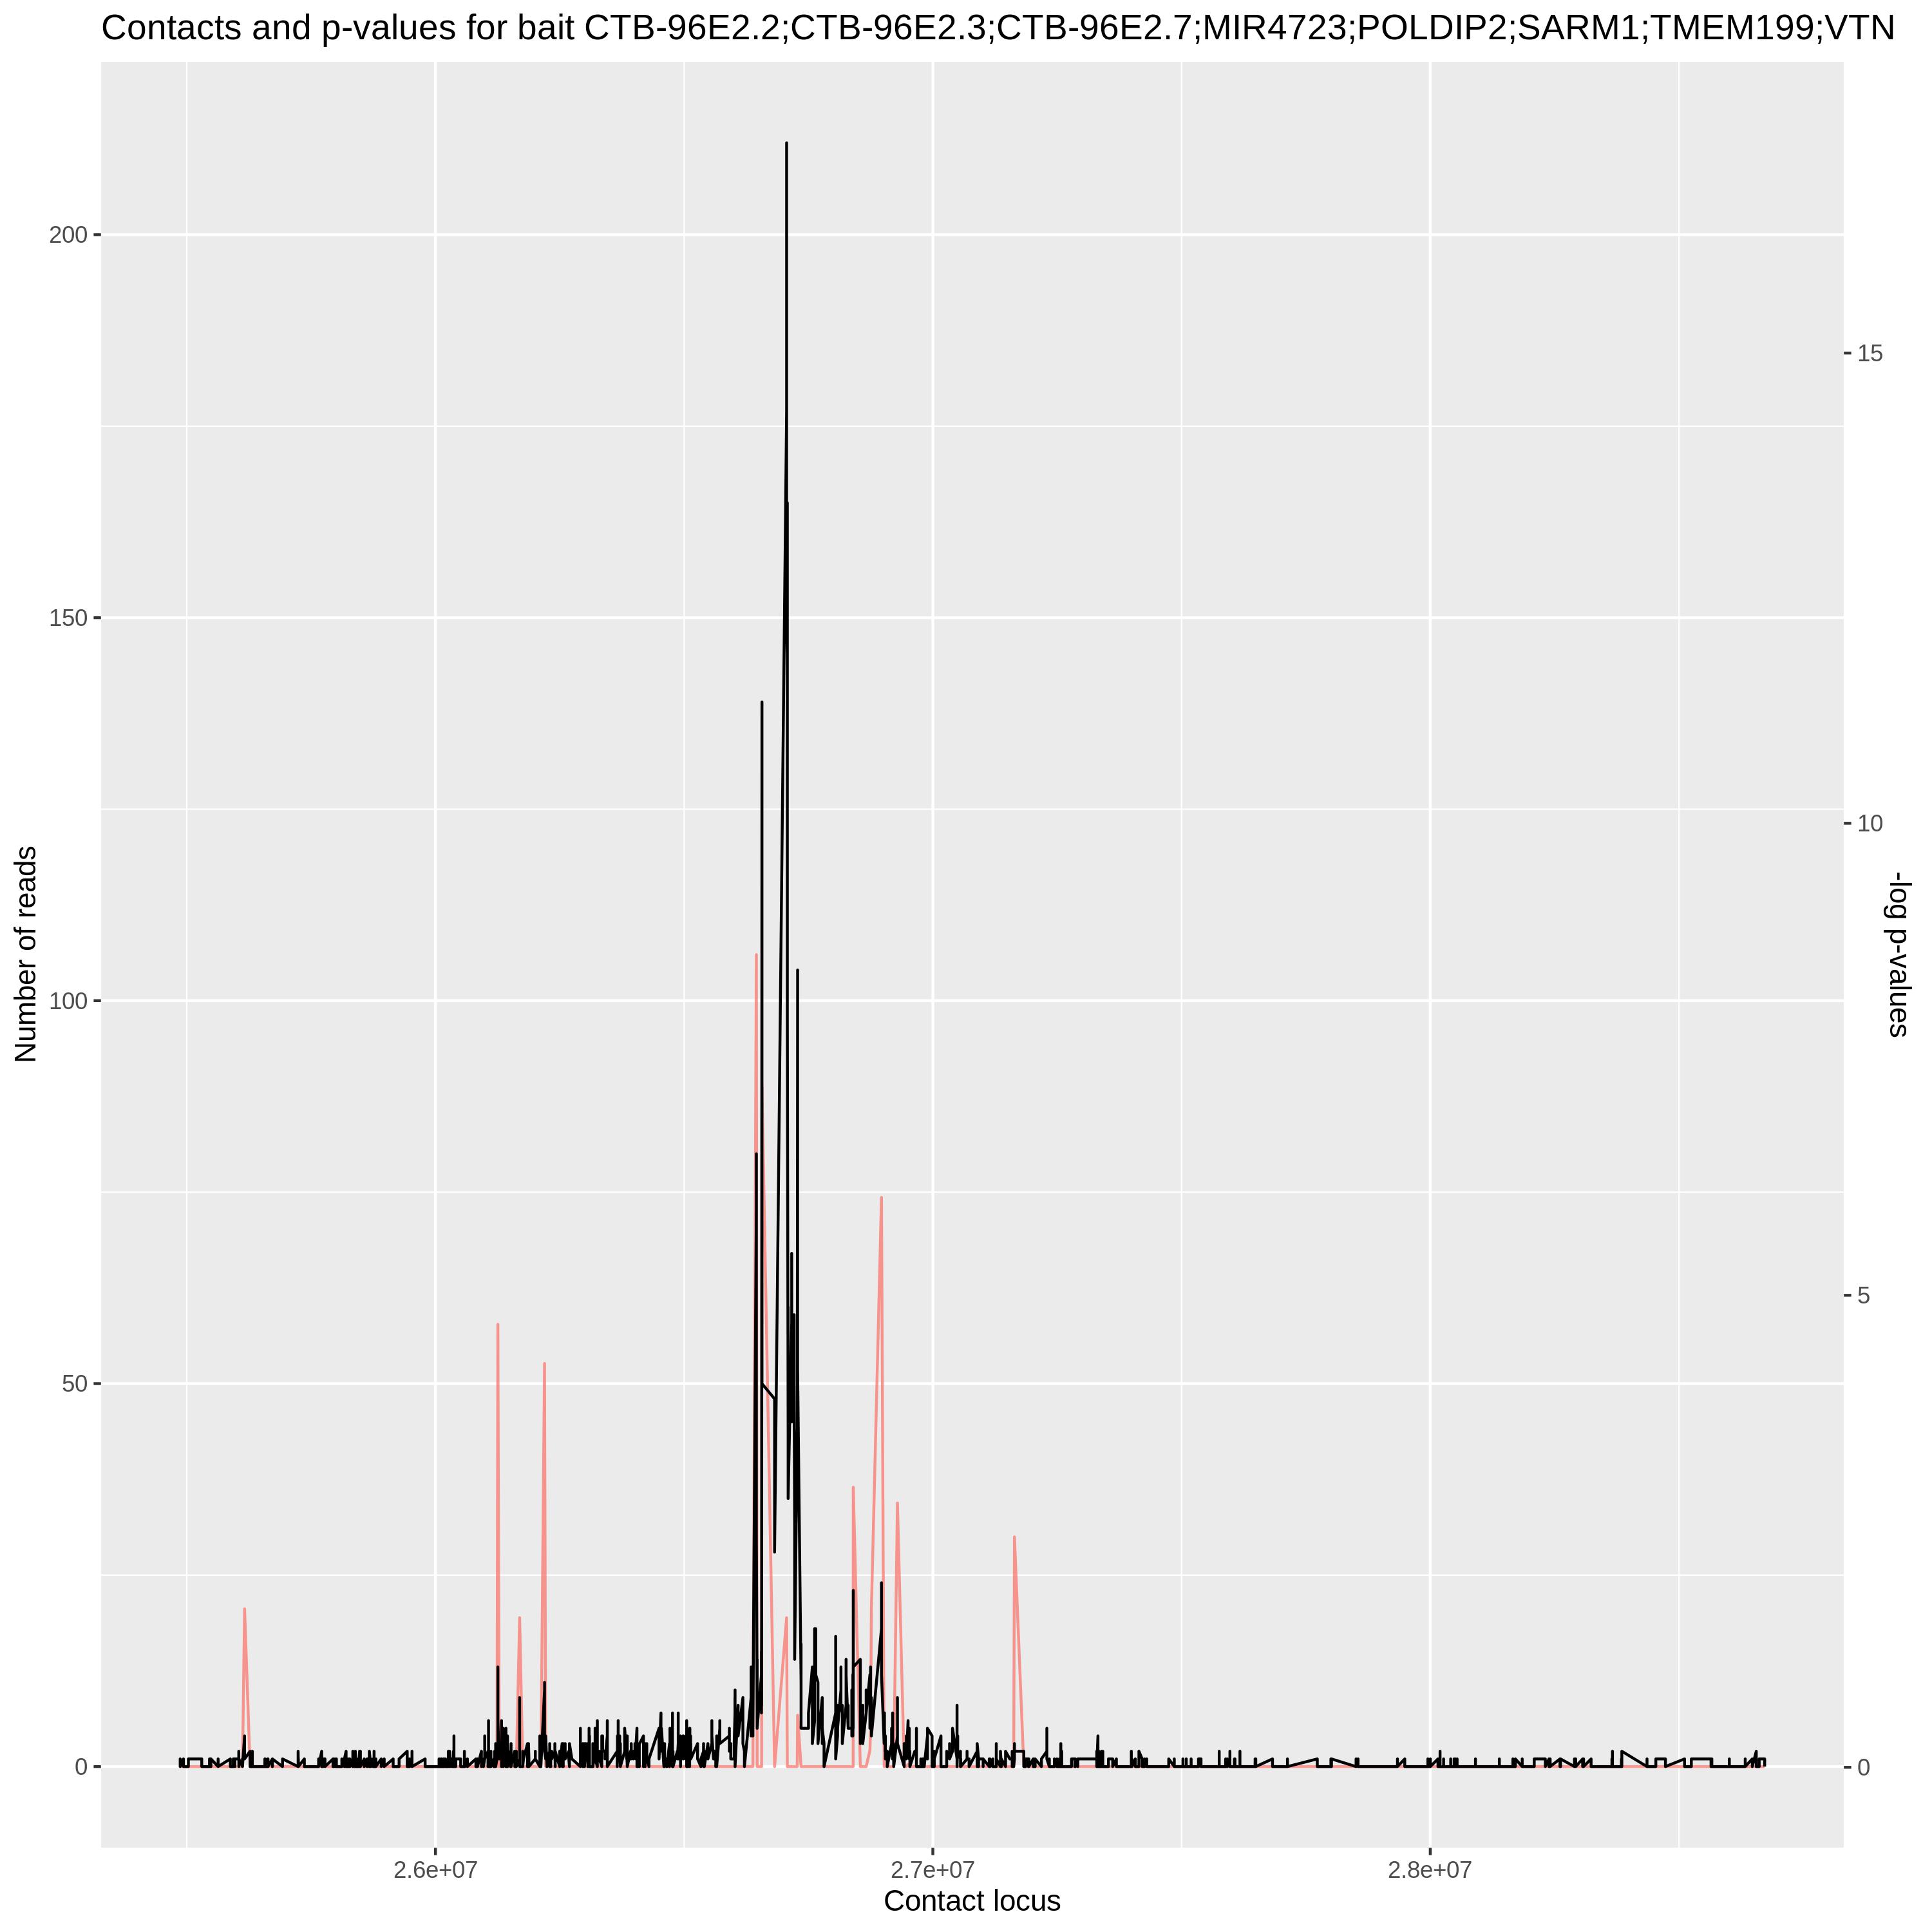 Contacts and p-values for bait CTB-96E2.2;CTB-96E2.3;CTB-96E2.7;MIR4723;POLDIP2;SARM1;TMEM199;VTN
Number of reads
200
150
100
50
0
15
10
5
0
-log p-values
2.6e+07
2.7e+07
2.8e+07
Contact locus